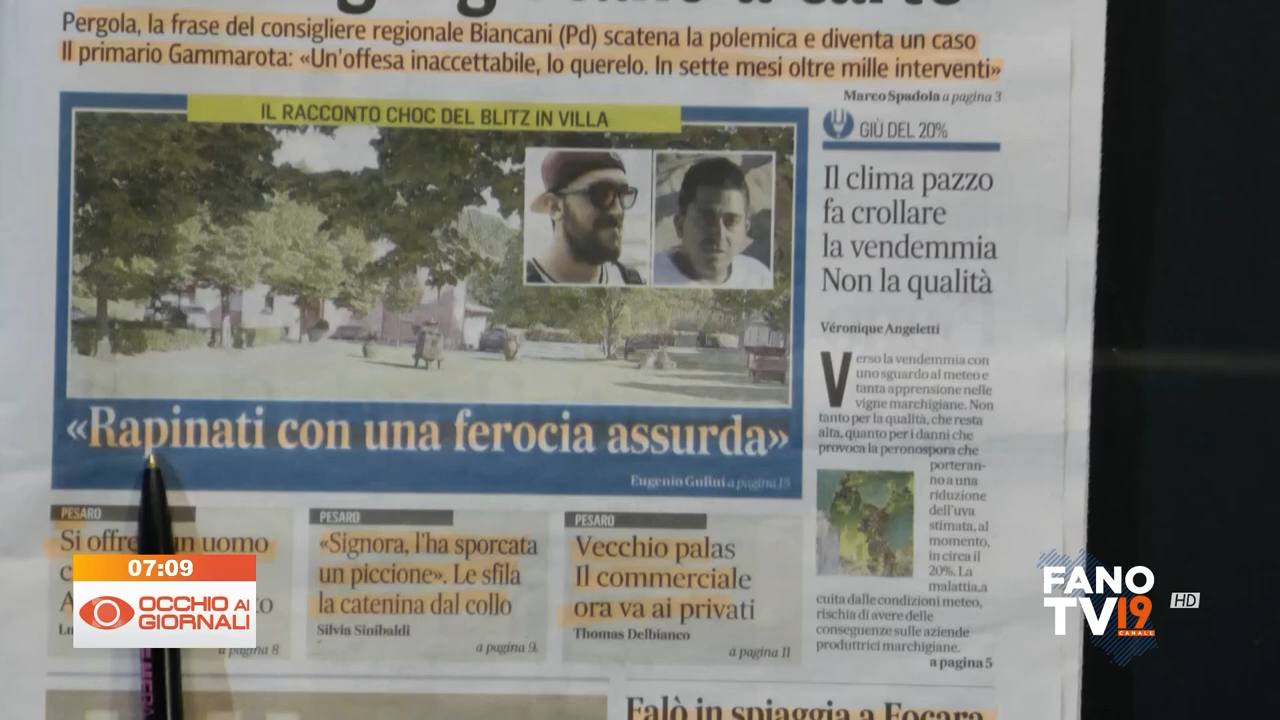 Pergola, la frase del consigliere regionale Biancani (Pd) scatena la polemica e diventa un caso
Il primario Gammarota: «Un'offesa inaccettabile, lo querelo. In sette mesi oltre mille interventi»
Marco Spadola a pagina 3
IL RACCONTO CHOC DEL BLITZ IN VILLA
«Rapinati con una ferocia assurda»
Eugenio Gulini a pagina 15
GIÙ DEL 20%
Il clima pazzo
fa crollare
la vendemmia
Non la qualità
Véronique Angeletti
Verso la vendemmia con
uno sguardo al meteo e
tanta apprensione nelle
vigne marchigiane. Non
tanto per la qualità, che resta
alta, quanto per i danni che
provoca la peronospora che
porteran-
no a una
riduzione
dell'uva
stimata, al
momento,
in circa il
20%. La
malattia,a
cuita dalle condizioni meteo,
rischia di avere delle
conseguenze sulle aziende
produttrici marchigiane.
a pagina 5
PESARO
Si offre un uomo
a pagina 8
PESARO
«Signora, l'ha sporcata
un piccione». Le sfila
la catenina dal collo
Silvia Sinibaldi
a pagina 9
PESARO
Vecchio palas
Il commerciale
ora va ai privati
Thomas Delbianco
a pagina 11
Falò in spiaggia a Focara
07:09
OCCHIO AI
GIORNALI
FANO
TV19
CANALE
HD